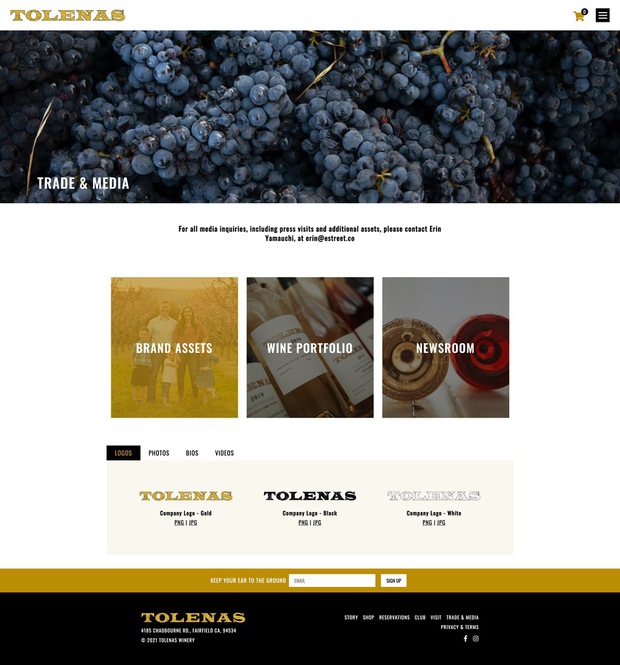 TOLENAS
0
TRADE & MEDIA
For all media inquiries, including press visits and additional assets, please contact Erin
Yamauchi, at erin@estreet.co
BRAND ASSETS
WINE PORTFOLIO
NEWSROOM
TOLENAS
LOGOS PHOTOS BIOS VIDEOS
TOLENAS TOLENAS TOLENAS
Company Logo - Gold Company Logo - Black Company Logo - White
PNG | JPG PNG | JPG PNG | JPG
KEEP YOUR EAR TO THE GROUND EMAIL SIGN UP
TOLENAS
4185 CHADBOURNE RD., FAIRFIELD CA, 94534
© 2021 TOLENAS WINERY
STORY SHOP RESERVATIONS CLUB VISIT TRADE & MEDIA
PRIVACY & TERMS